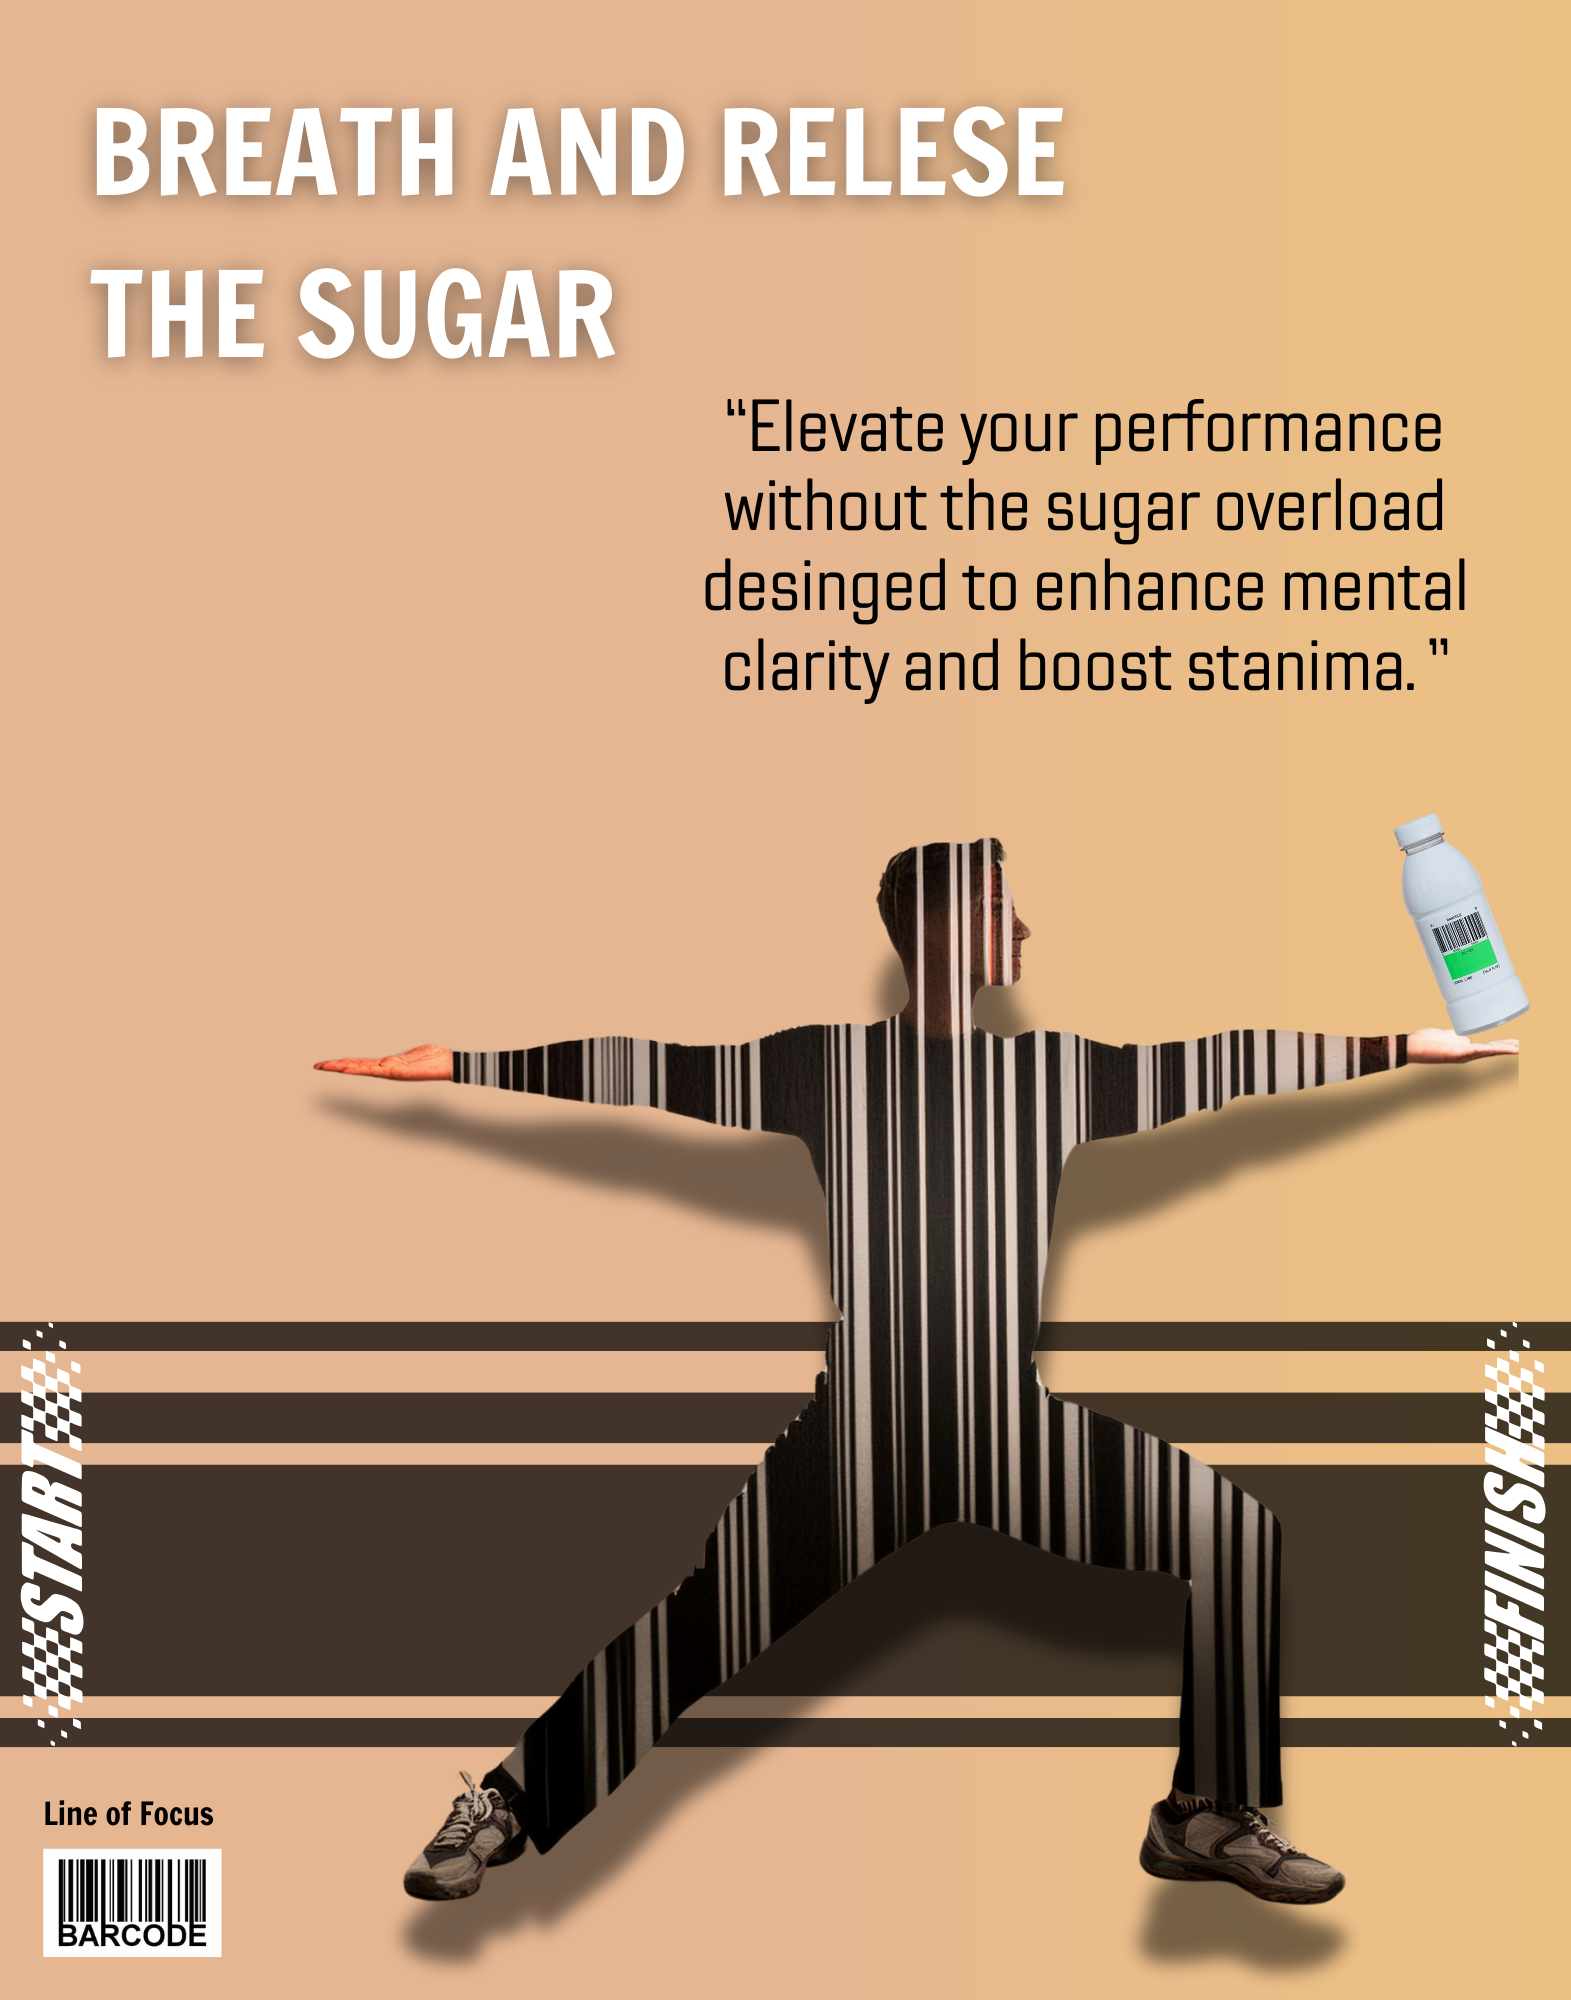 BREATH AND RELESE
THE SUGAR
“Elevate your performance
without the sugar overload
desinged to enhance mental
clarity and boost stanima. ”
START
FINISH
Line of Focus
BARCODE